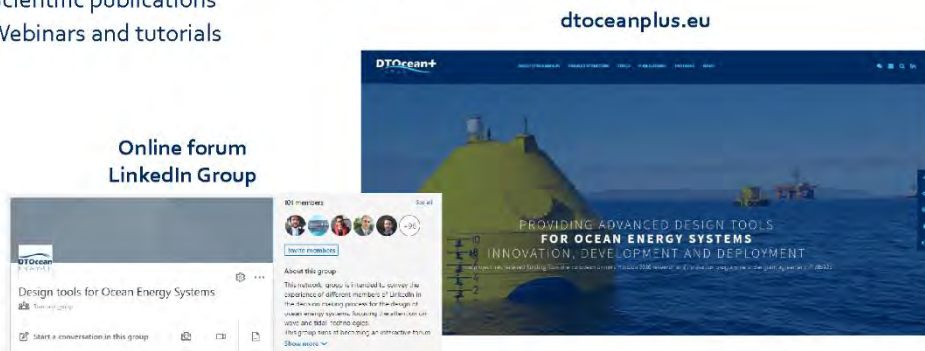 Scientific publications
Webinars and tutorials
dtoceanplus.eu
DTOcean+
PROVIDING ADVANCED DESIGN TOOLS
FOR OCEAN ENERGY SYSTEMS
INNOVATION, DEVELOPMENT AND DEPLOYMENT
Online forum
LinkedIn Group
DTOcean
Design tools for Ocean Energy Systems
Start a conversation in this group
101 members
See all
+96
Invite members
About this group
This network group is intended to convey the
experience of different members of LinkedIn in
the decision making process for the design of
ocean energy systems, focusing the attention on
wave and tidal technologies.
This group aims at becoming an interactive forum
Show more